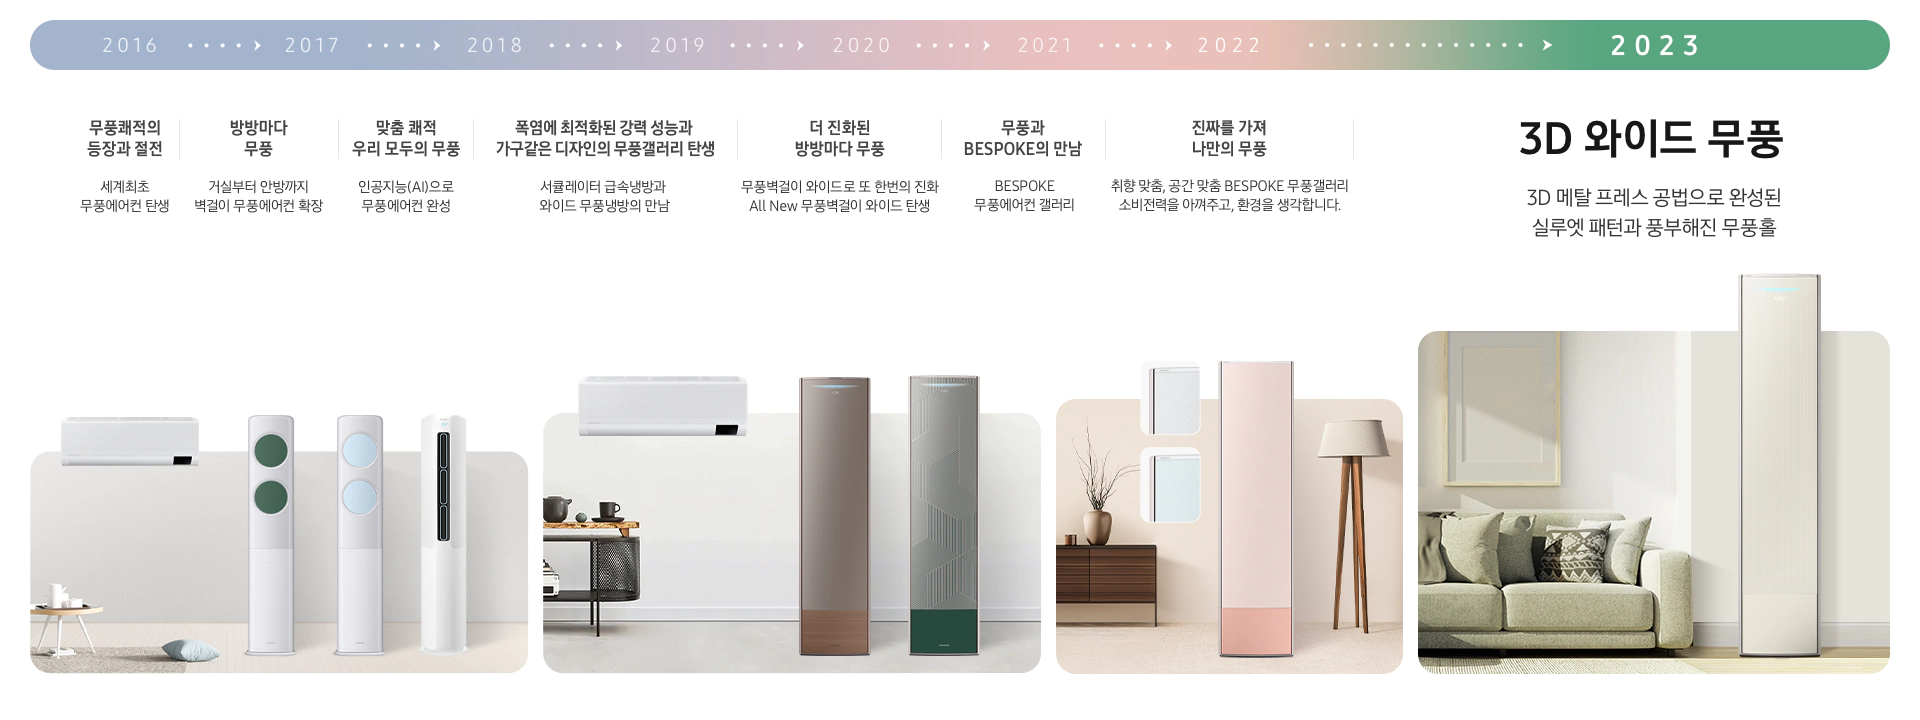 2016
2017
2018
2019
2020
2021
2022
2023
무풍쾌적의
등장과 절전
세계최초
무풍에어컨 탄생
방방마다
무풍
거실부터 안방까지
벽걸이 무풍에어컨 확장
맞춤 쾌적
우리 모두의 무풍
인공지능(AI)으로
무풍에어컨 완성
폭염에 최적화된 강력 성능과
가구같은 디자인의 무풍갤러리 탄생
서큘레이터 급속냉방과
와이드 무풍냉방의 만남
더 진화된
방방마다 무풍
무풍벽걸이 와이드로 또 한번의 진화
All New 무풍벽걸이 와이드 탄생
무풍과
BESPOKE의 만남
BESPOKE
무풍에어컨 갤러리
진짜를 가져
나만의 무풍
취향 맞춤, 공간 맞춤 BESPOKE 무풍갤러리
소비전력을 아껴주고, 환경을 생각합니다.
3D 와이드 무풍
3D 메탈 프레스 공법으로 완성된
실루엣 패턴과 풍부해진 무풍홀